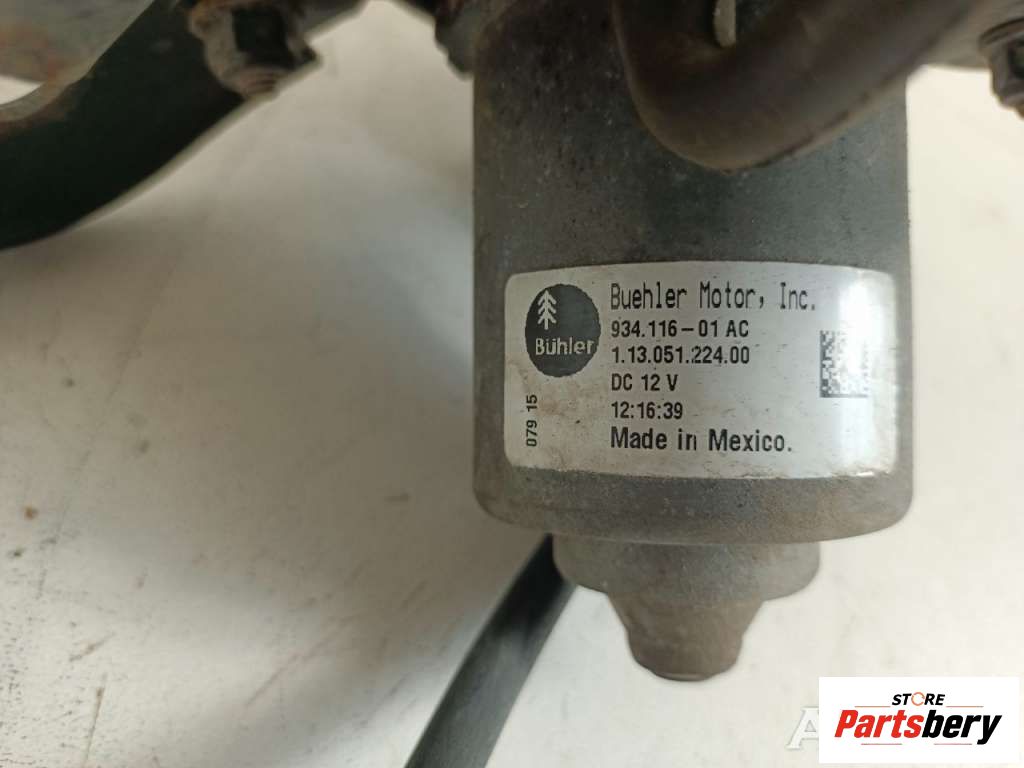 Buehler Motor, Inc.
934.116-01 AC
1.13.051.224.00
DC 12 V
12:16:39
Made in Mexico.
Bühler
079 15
STORE
Partsbery